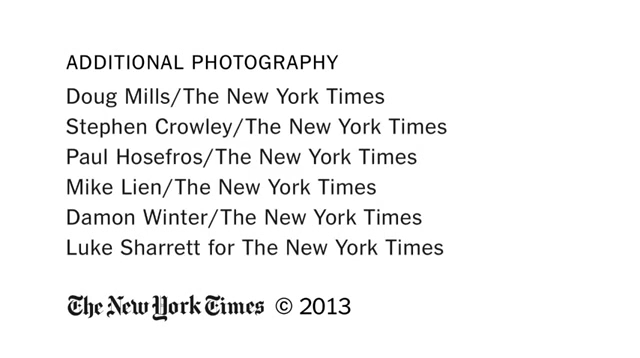 ADDITIONAL PHOTOGRAPHY
Doug Mills/The New York Times
Stephen Crowley/The New York Times
Paul Hosefros/The New York Times
Mike Lien/The New York Times
Damon Winter/The New York Times
Luke Sharrett for The New York Times
The New York Times © 2013